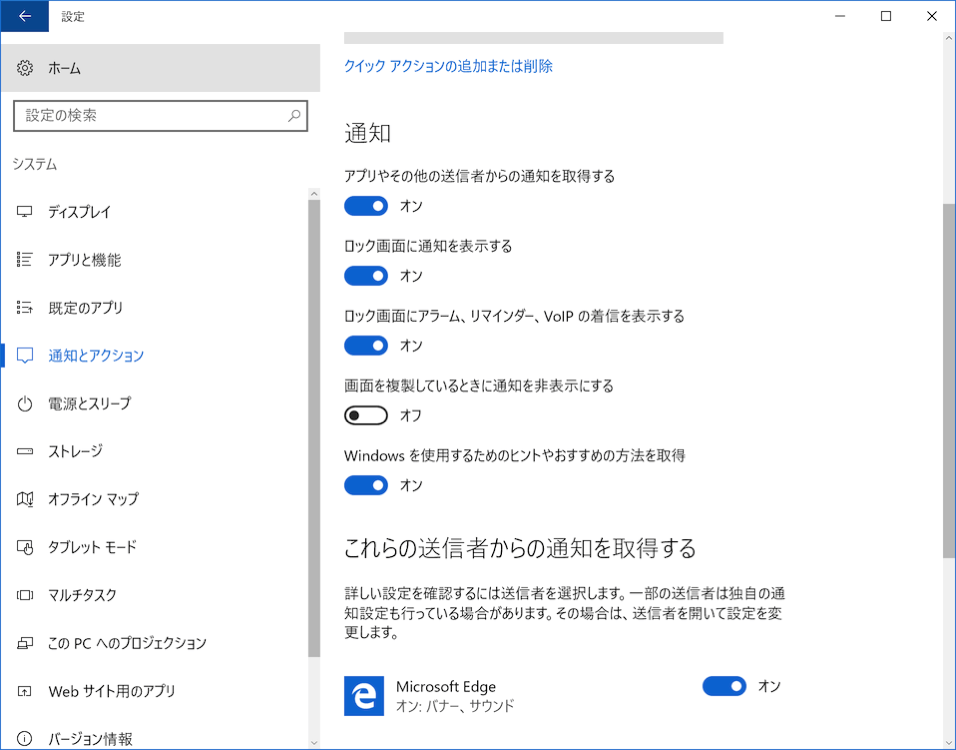 設定
ホーム
設定の検索
システム
ディスプレイ
アプリと機能
既定のアプリ
通知とアクション
電源とスリープ
ストレージ
オフライン マップ
タブレット モード
マルチタスク
この PC へのプロジェクション
Web サイト用のアプリ
バージョン情報
クイック アクションの追加または削除
通知
アプリやその他の送信者からの通知を取得する
オン
ロック画面に通知を表示する
オン
ロック画面にアラーム、リマインダー、VoIP の着信を表示する
オン
画面を複製しているときに通知を非表示にする
オフ
Windows を使用するためのヒントやおすすめの方法を取得
オン
これらの送信者からの通知を取得する
詳しい設定を確認するには送信者を選択します。一部の送信者は独自の通
知設定も行っている場合があります。その場合は、送信者を開いて設定を変
更します。
Microsoft Edge
オン
オン: バナー、サウンド